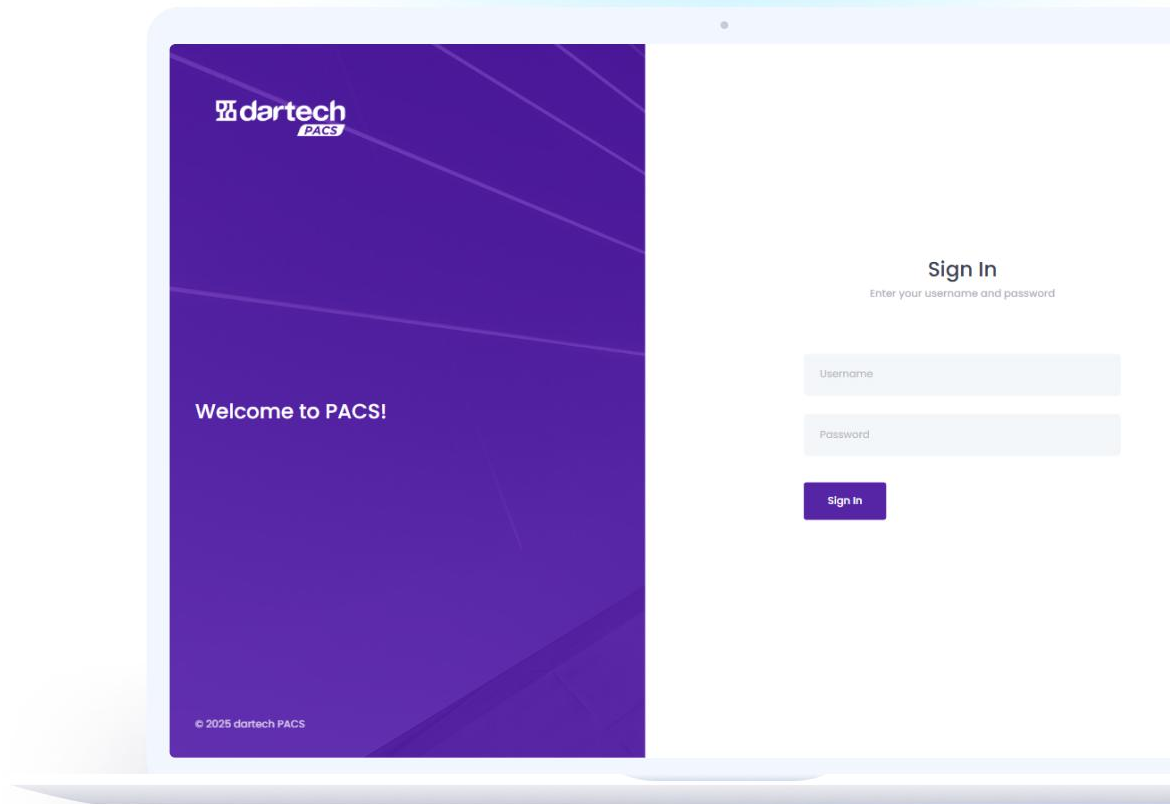 dartech
PACS
Welcome to PACS!
© 2025 dartech PACS
Sign In
Enter your username and password
Username
Password
Sign In